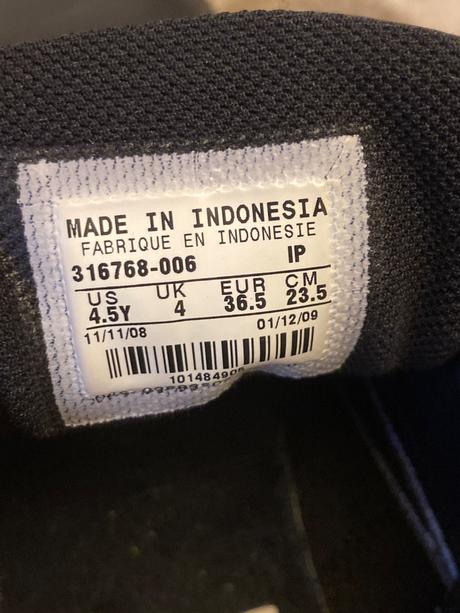 MADE IN INDONESIA
FABRIQUE EN INDONESIE
316768-006 IP
US UK EUR CM
4.5Y 4 36.5 23.5
11/11/08 01/12/09